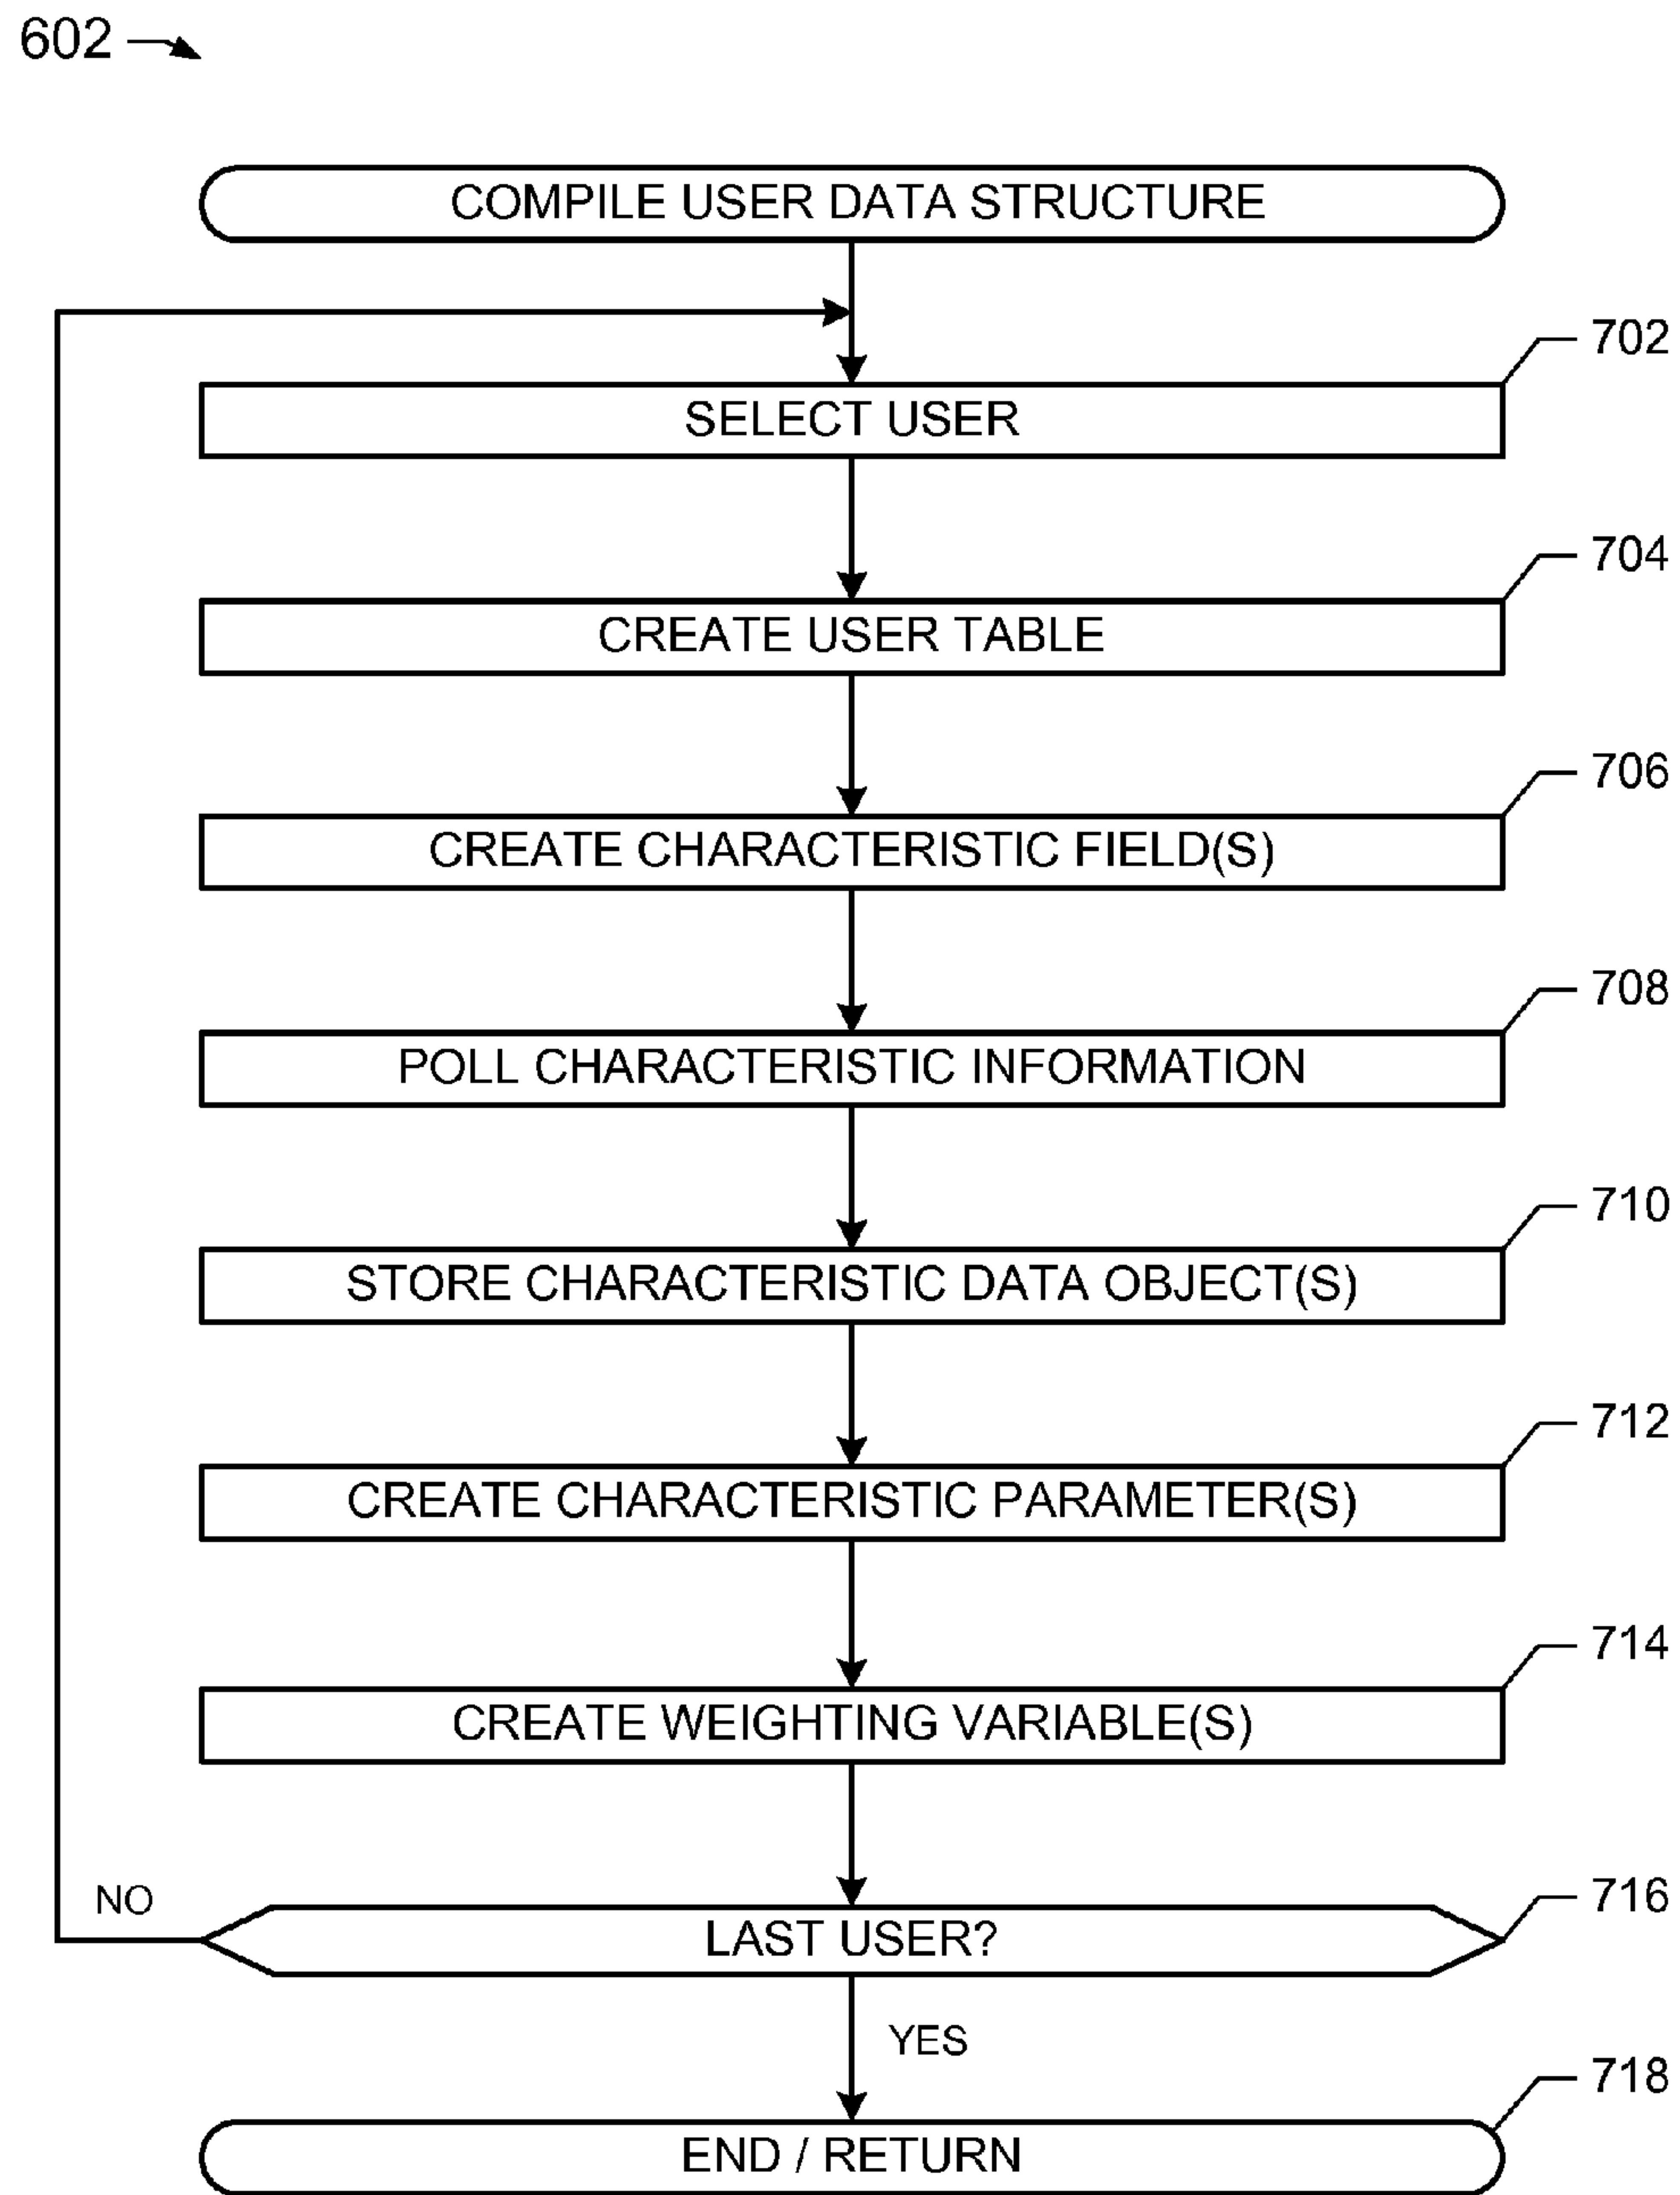 602
COMPILE USER DATA STRUCTURE
702
SELECT USER
704
CREATE USER TABLE
706
CREATE CHARACTERISTIC FIELD(S)
708
POLL CHARACTERISTIC INFORMATION
710
STORE CHARACTERISTIC DATA OBJECT(S)
712
CREATE CHARACTERISTIC PARAMETER(S)
714
CREATE WEIGHTING VARIABLE(S)
716
NO
LAST USER?
YES
718
END / RETURN